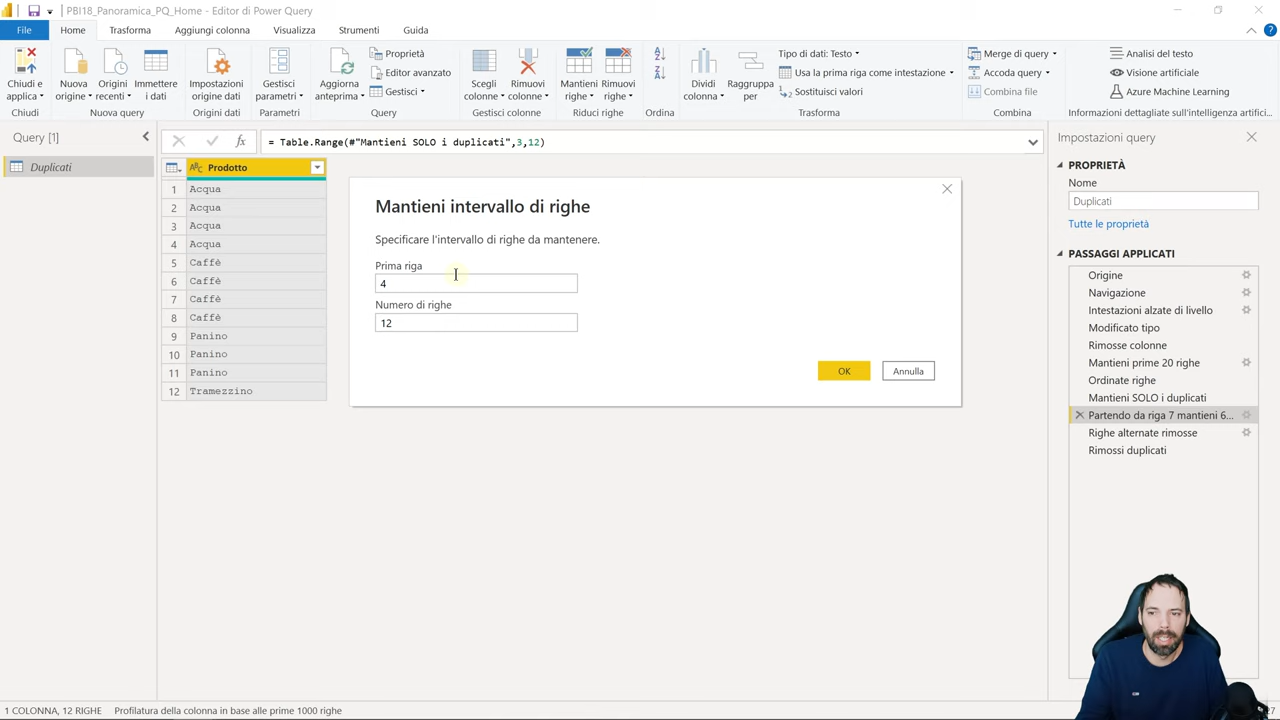 PBI18_Panoramica_PQ_Home - Editor di Power Query
File Home Trasforma Aggiungi colonna Visualizza Strumenti Guida
Chiudi e applica
Nuova origine
Origini recenti
Immettere i dati
Impostazioni origine dati
Gestisci parametri
Aggiorna anteprima
Proprietà
Editor avanzato
Gestisci
Scegli colonne
Rimuovi colonne
Mantieni righe
Rimuovi righe
Dividi colonna
Raggruppa per
Tipo di dati: Testo
Usa la prima riga come intestazione
Sostituisci valori
Merge di query
Accoda query
Combina file
Analisi del testo
Visione artificiale
Azure Machine Learning
Chiudi
Nuova query
Origini dati
Parametri
Query
Gestisci colonne
Riduci righe
Ordina
Trasforma
Combina
Informazioni dettagliate sull'intelligenza artific...
Query [1]
Duplicati
= Table.Range(#"Mantieni SOLO i duplicati",3,12)
Prodotto
1 Acqua
2 Acqua
3 Acqua
4 Acqua
5 Caffè
6 Caffè
7 Caffè
8 Caffè
9 Panino
10 Panino
11 Panino
12 Tramezzino
Mantieni intervallo di righe
Specificare l'intervallo di righe da mantenere.
Prima riga
4
Numero di righe
12
OK
Annulla
Impostazioni query
PROPRIETÀ
Nome
Duplicati
Tutte le proprietà
PASSAGGI APPLICATI
Origine
Navigazione
Intestazioni alzate di livello
Modificato tipo
Rimosse colonne
Mantieni prime 20 righe
Ordinate righe
Mantieni SOLO i duplicati
Partendo da riga 7 mantieni 6...
Righe alternate rimosse
Rimossi duplicati
1 COLONNA, 12 RIGHE
Profilatura della colonna in base alle prime 1000 righe